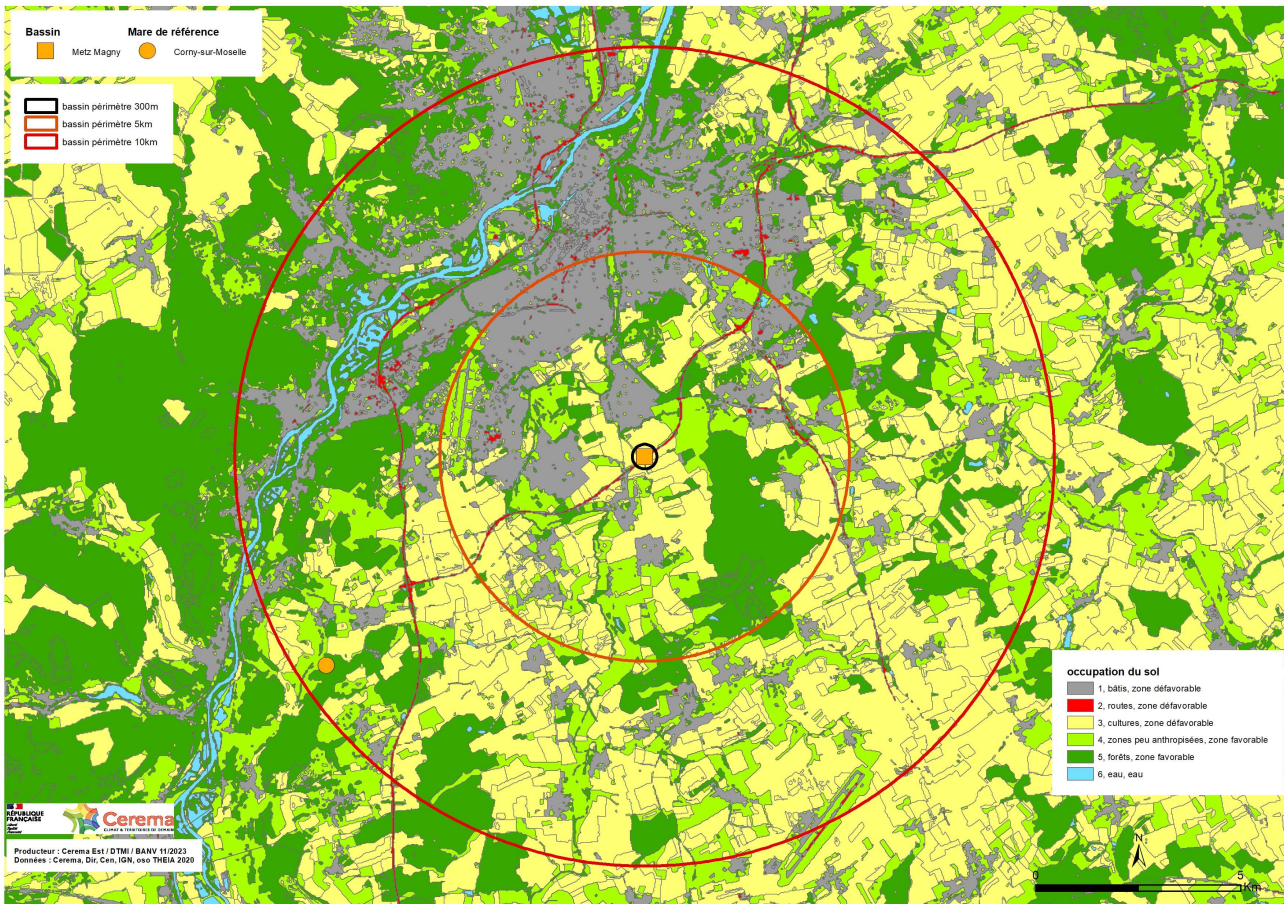 Bassin
Mare de référence
Metz Magny
Corny-sur-Moselle
bassin périmètre 300m
bassin périmètre 5km
bassin périmètre 10km
occupation du sol
1, bâtis, zone défavorable
2, routes, zone défavorable
3, cultures, zone défavorable
4, zones peu anthropisées, zone favorable
5, forêts, zone favorable
6, eau, eau
RÉPUBLIQUE
FRANÇAISE
Cerema
CLIMAT & TERRITOIRES DE DEMAIN
Producteur : Cerema Est / DTMI / BANV 11/2023
Données : Cerema, Dir, Cen, IGN, oso THEIA 2020
N
0
5
Km